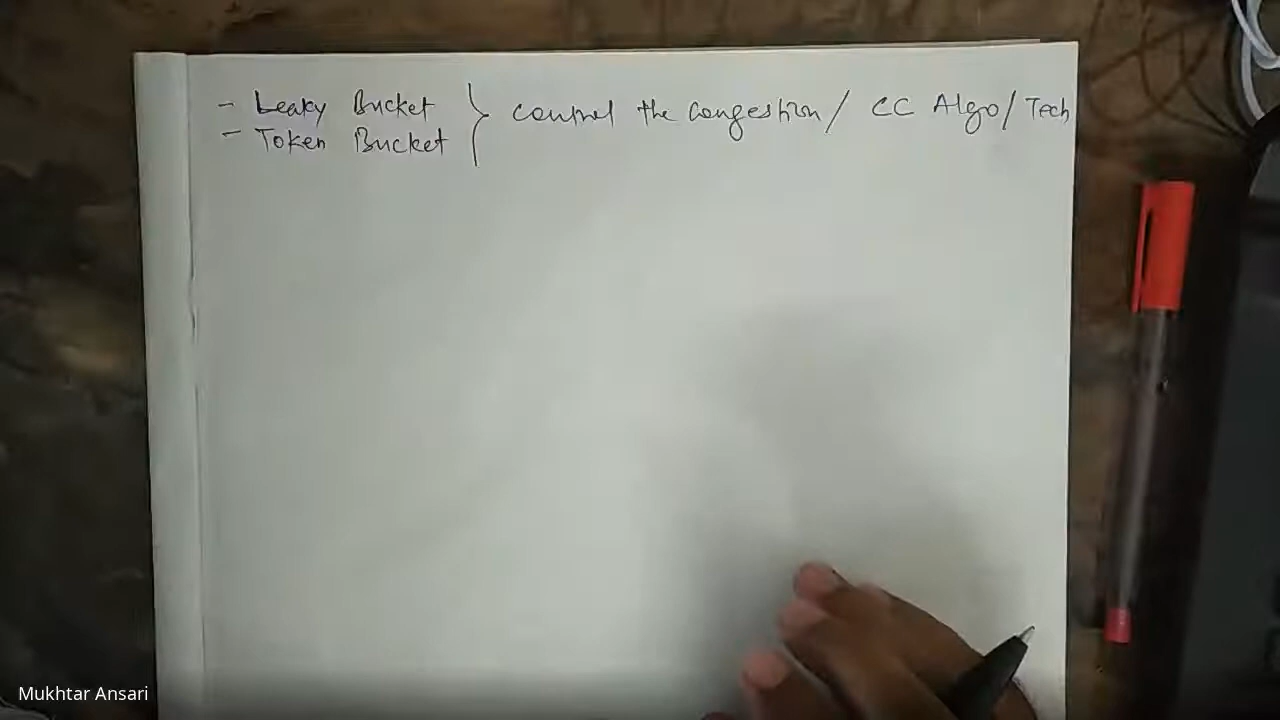 - Leaky Bucket } control the congestion / CC Algo / Tech
- Token Bucket
Mukhtar Ansari